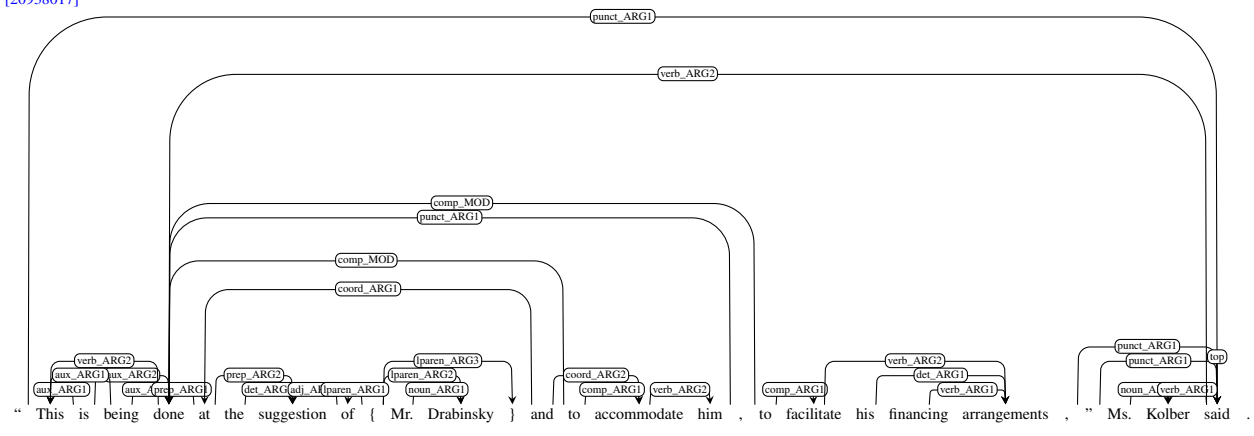 [20958017]
punct_ARG1
verb_ARG2
comp_MOD
punct_ARG1
comp_MOD
coord_ARG1
punct_ARG1
verb_ARG2 lparen_ARG3 verb_ARG2 punct_ARG1 top
aux_ARG1 aux_ARG2 prep_ARG2 lparen_ARG2 coord_ARG2 det_ARG1
aux_ARG1 prep_ARG1 lparen_ARG1 noun_ARG1 comp_ARG1 verb_ARG2 comp_ARG1 verb_ARG1 verb_ARG1
“ This is being done at the suggestion of { Mr. Drabinsky } and to accommodate him , to facilitate his financing arrangements , ” Ms. Kolber said .